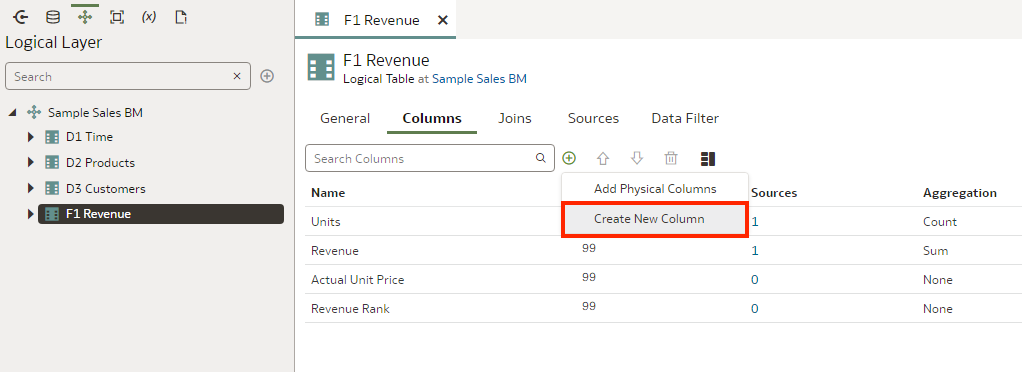 (x)
Logical Layer
Search
Sample Sales BM
D1 Time
D2 Products
D3 Customers
F1 Revenue
F1 Revenue
F1 Revenue
Logical Table at Sample Sales BM
General Columns Joins Sources Data Filter
Search Columns
Add Physical Columns
Create New Column
Name Sources Aggregation
Units 1 Count
Revenue 99 1 Sum
Actual Unit Price 99 0 None
Revenue Rank 99 0 None